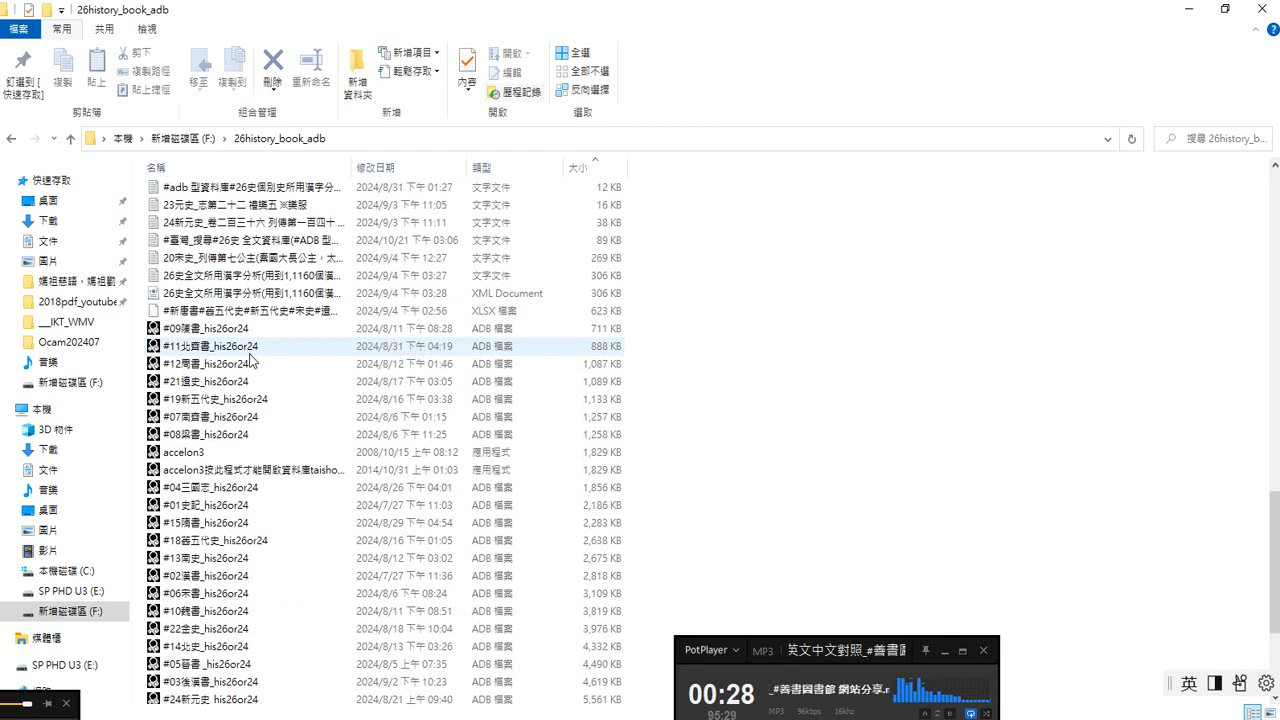 26history_book_adb
檔案 常用 共用 檢視
釘選到 [
快速存取]
複製
貼上
剪下
複製路徑
貼上捷徑
剪貼簿
移至
複製到
刪除
重新命名
組合管理
新增
資料夾
新增項目
輕鬆存取
新增
內容
開啟
編輯
歷程記錄
開啟
全選
全部不選
反向選擇
選取
本機 新增磁碟區 (F:) 26history_book_adb
搜尋 26history_b...
快速存取
桌面
下載
文件
圖片
媽祖慈語,媽祖勸
2018pdf_youtube
__IKT_WMV
Ocam202407
音樂
新增磁碟區 (F:)
本機
3D 物件
下載
文件
音樂
桌面
圖片
影片
本機磁碟 (C:)
SP PHD U3 (E:)
新增磁碟區 (F:)
媒體櫃
SP PHD U3 (E:)
名稱 修改日期 類型 大小
#adb 型資料庫#26史個別史所用漢字分... 2024/8/31 下午 01:27 文字文件 12 KB
23元史_志第二十二 禮樂五 ※樂服 2024/9/3 下午 11:05 文字文件 16 KB
24新元史_卷二百三十六 列傳第一百四十 ... 2024/9/3 下午 11:11 文字文件 38 KB
#臺灣_搜尋#26史 全文資料庫(#ADB 型... 2024/10/21 下午 03:06 文字文件 89 KB
20宋史_列傳第七公主(秦國大長公主,太... 2024/9/4 下午 12:27 文字文件 269 KB
26史全文所用漢字分析(用到1,1160個漢... 2024/9/4 下午 03:27 文字文件 306 KB
26史全文所用漢字分析(用到1,1160個漢... 2024/9/4 下午 03:28 XML Document 306 KB
#新唐書#舊五代史#新五代史#宋史#遼... 2024/9/4 下午 02:56 XLSX 檔案 623 KB
#09陳書_his26or24 2024/8/11 下午 08:28 ADB 檔案 711 KB
#11北齊書_his26or24 2024/8/31 下午 04:19 ADB 檔案 888 KB
#12周書_his26or24 2024/8/12 下午 01:46 ADB 檔案 1,087 KB
#21遼史_his26or24 2024/8/17 下午 03:05 ADB 檔案 1,089 KB
#19新五代史_his26or24 2024/8/16 下午 03:38 ADB 檔案 1,133 KB
#07南齊書_his26or24 2024/8/6 下午 01:15 ADB 檔案 1,257 KB
#08梁書_his26or24 2024/8/6 下午 11:25 ADB 檔案 1,258 KB
accelon3 2008/10/15 上午 08:12 應用程式 1,829 KB
accelon3按此程式才能開啟資料庫taisho... 2014/10/31 上午 01:03 應用程式 1,829 KB
#04三國志_his26or24 2024/8/26 下午 04:01 ADB 檔案 1,856 KB
#01史記_his26or24 2024/7/27 下午 11:03 ADB 檔案 2,186 KB
#15隋書_his26or24 2024/8/29 下午 04:54 ADB 檔案 2,283 KB
#18舊五代史_his26or24 2024/8/16 下午 01:05 ADB 檔案 2,638 KB
#13南史_his26or24 2024/8/12 下午 03:02 ADB 檔案 2,675 KB
#02漢書_his26or24 2024/7/27 下午 11:36 ADB 檔案 2,818 KB
#06宋書_his26or24 2024/8/6 下午 08:24 ADB 檔案 3,109 KB
#10魏書_his26or24 2024/8/11 下午 08:51 ADB 檔案 3,819 KB
#22金史_his26or24 2024/8/18 下午 10:04 ADB 檔案 3,976 KB
#14北史_his26or24 2024/8/13 下午 03:26 ADB 檔案 4,332 KB
#05晉書 _his26or24 2024/8/5 上午 07:35 ADB 檔案 4,490 KB
#03後漢書_his26or24 2024/9/2 下午 10:23 ADB 檔案 4,691 KB
#24新元史_his26or24 2024/8/21 下午 09:40 ADB 檔案 5,561 KB
PotPlayer MP3 英文中文對照_#善書圖
00:28
95:29
_#善書圖書館 網站分享.
MP3 96kbps 16khz
英